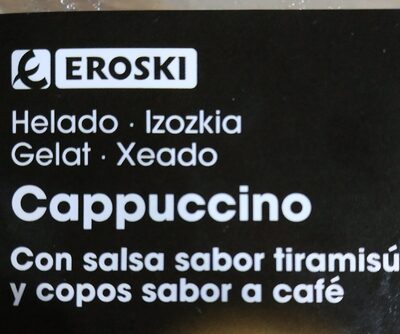 EROSKI
Helado · Izozkia
Gelat · Xeado
Cappuccino
Con salsa sabor tiramisú
y copos sabor a café